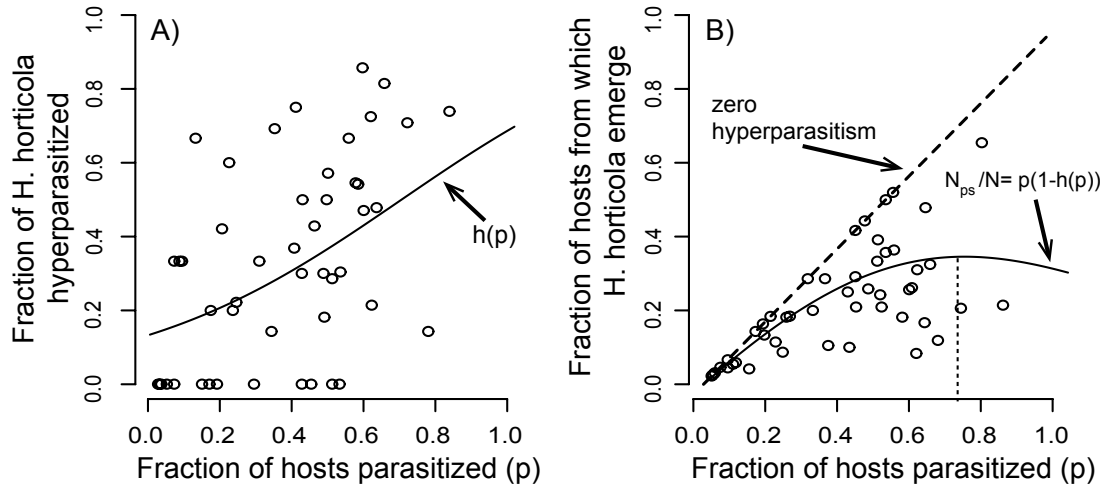 A)
Fraction of H. horticola
hyperparasitized
1.0
0.8
0.6
0.4
0.2
0.0
h(p)
0.0 0.2 0.4 0.6 0.8 1.0
Fraction of hosts parasitized (p)
B)
Fraction of hosts from which
H. horticola emerge
1.0
0.8
0.6
0.4
0.2
0.0
zero
hyperparasitism
N_ps/N= p(1-h(p))
0.0 0.2 0.4 0.6 0.8 1.0
Fraction of hosts parasitized (p)